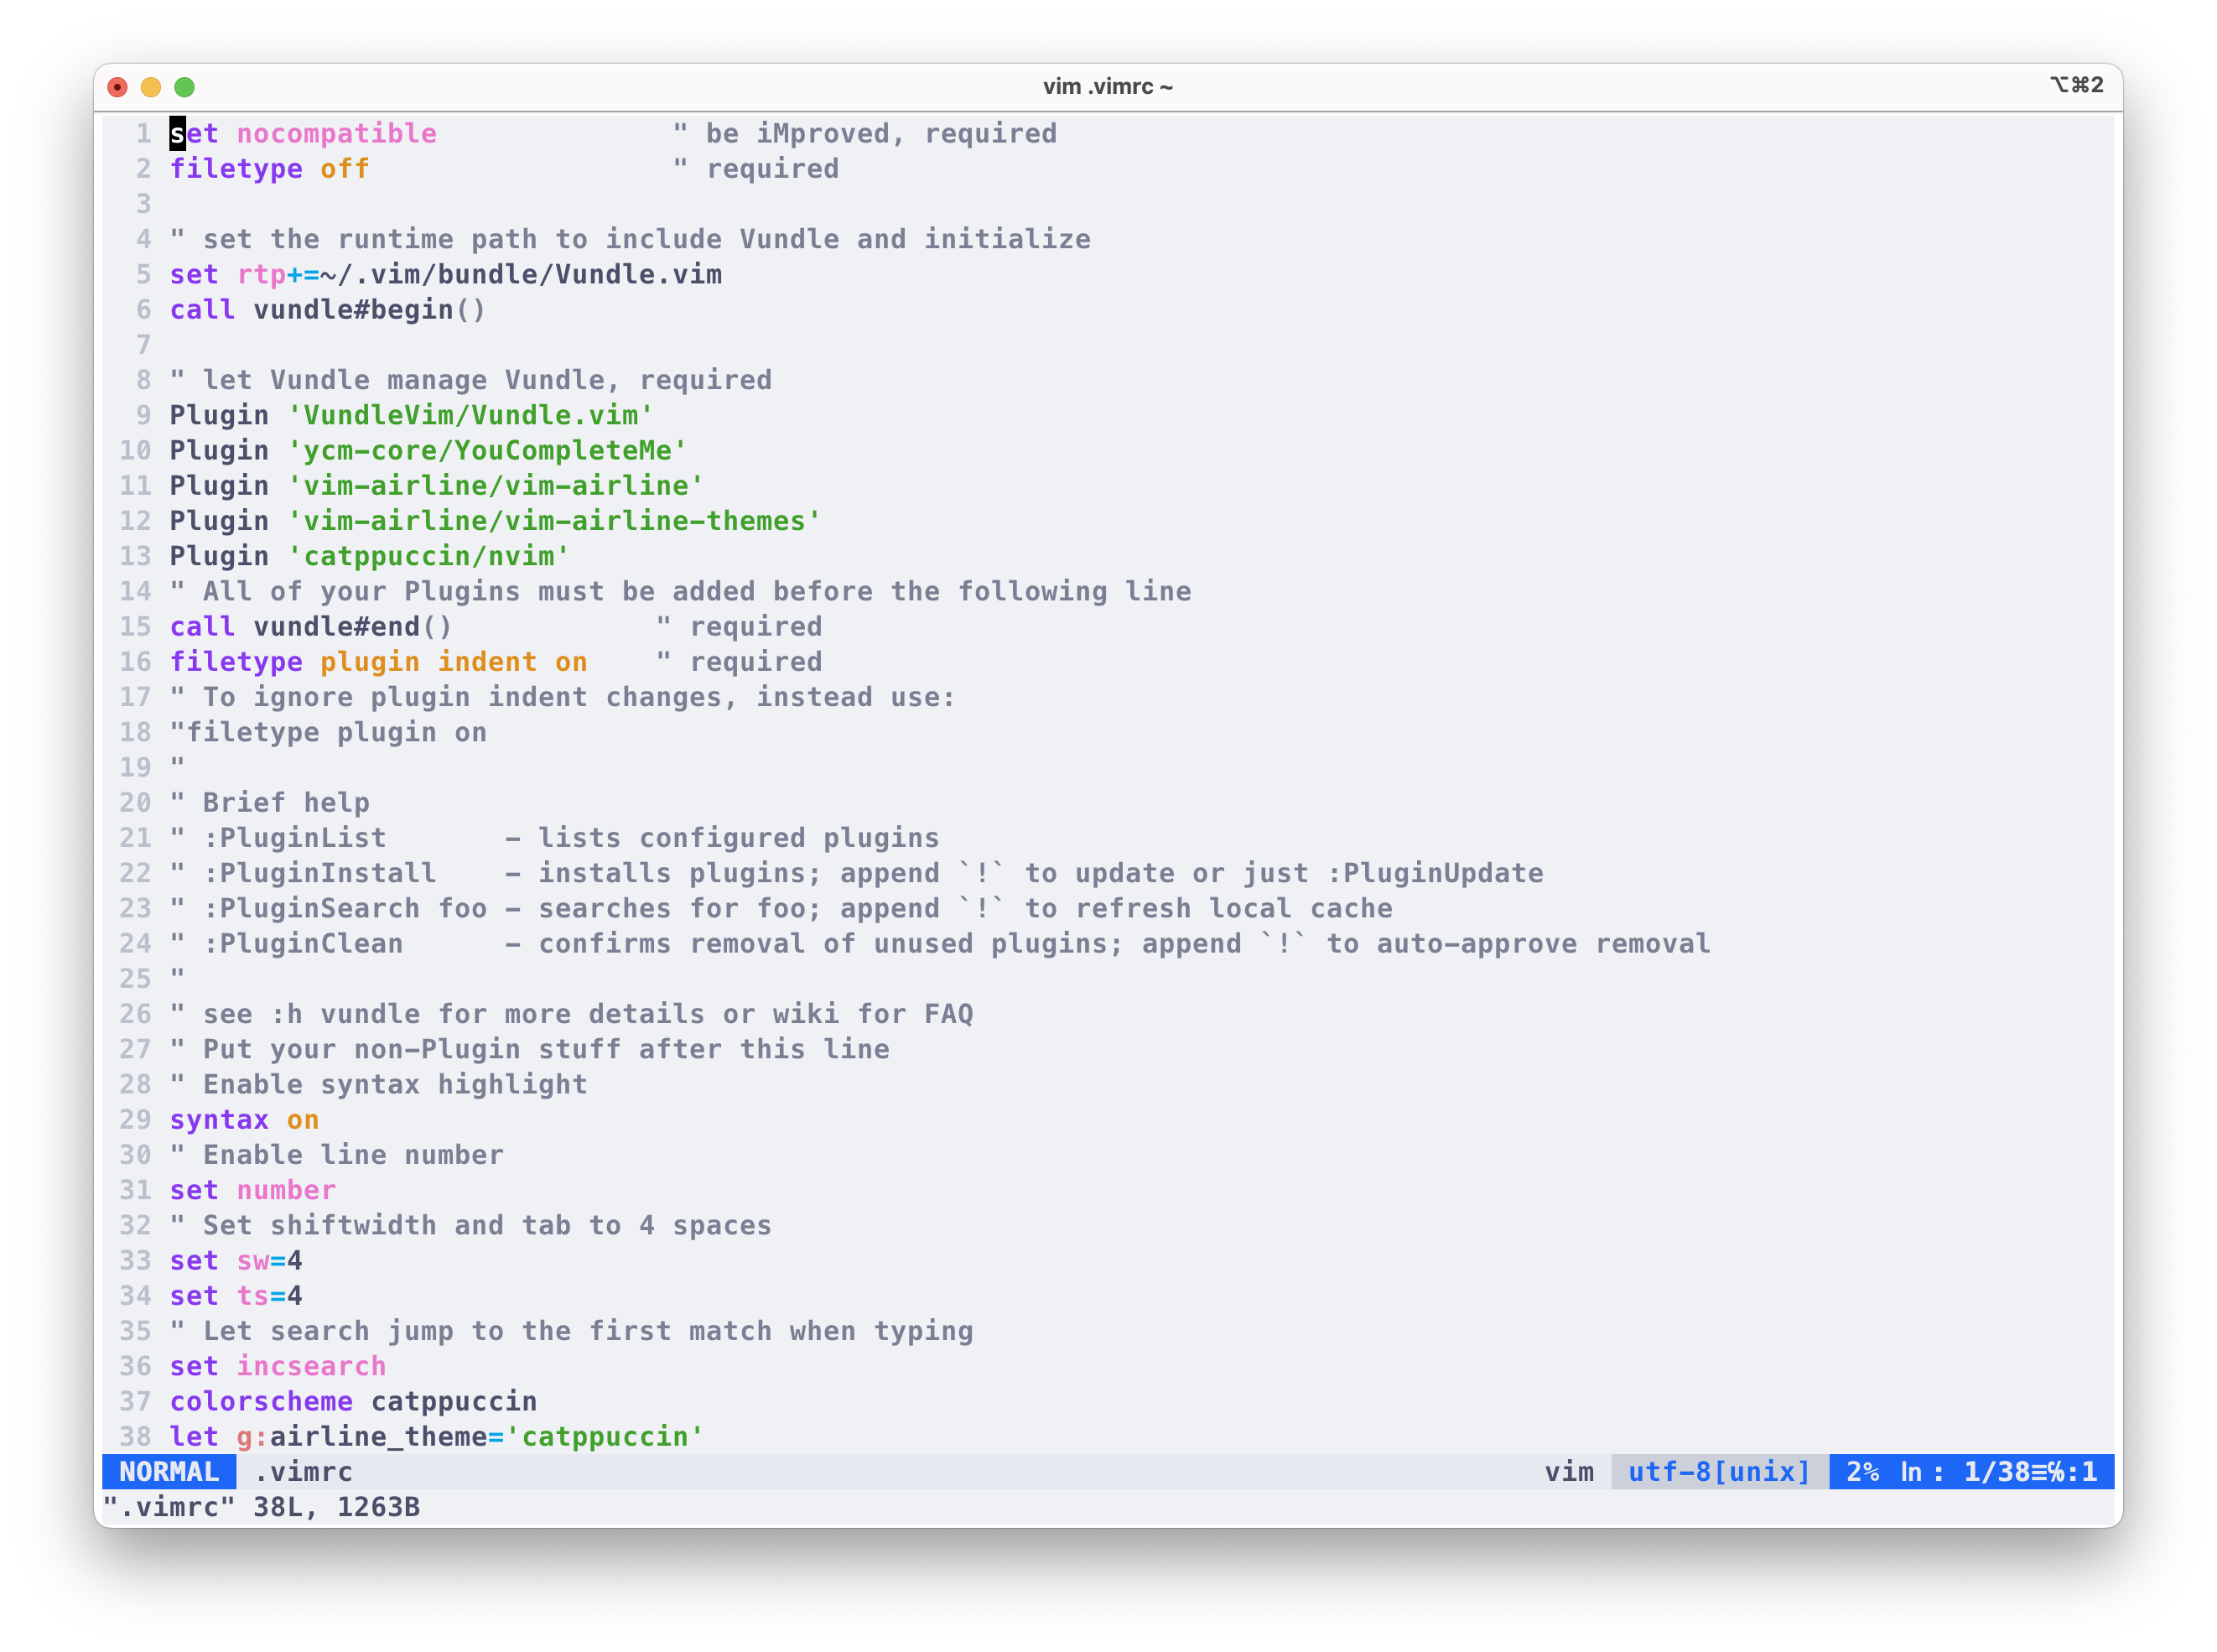 vim .vimrc ~
⌥⌘2
1 set nocompatible              " be iMproved, required
2 filetype off                  " required
3
4 " set the runtime path to include Vundle and initialize
5 set rtp+=~/.vim/bundle/Vundle.vim
6 call vundle#begin()
7
8 " let Vundle manage Vundle, required
9 Plugin 'VundleVim/Vundle.vim'
10 Plugin 'ycm-core/YouCompleteMe'
11 Plugin 'vim-airline/vim-airline'
12 Plugin 'vim-airline/vim-airline-themes'
13 Plugin 'catppuccin/nvim'
14 " All of your Plugins must be added before the following line
15 call vundle#end()            " required
16 filetype plugin indent on    " required
17 " To ignore plugin indent changes, instead use:
18 "filetype plugin on
19 "
20 " Brief help
21 " :PluginList       - lists configured plugins
22 " :PluginInstall    - installs plugins; append `!` to update or just :PluginUpdate
23 " :PluginSearch foo - searches for foo; append `!` to refresh local cache
24 " :PluginClean      - confirms removal of unused plugins; append `!` to auto-approve removal
25 "
26 " see :h vundle for more details or wiki for FAQ
27 " Put your non-Plugin stuff after this line
28 " Enable syntax highlight
29 syntax on
30 " Enable line number
31 set number
32 " Set shiftwidth and tab to 4 spaces
33 set sw=4
34 set ts=4
35 " Let search jump to the first match when typing
36 set incsearch
37 colorscheme catppuccin
38 let g:airline_theme='catppuccin'
NORMAL .vimrc vim utf-8[unix] 2% ㏑: 1/38≡℅:1
".vimrc" 38L, 1263B